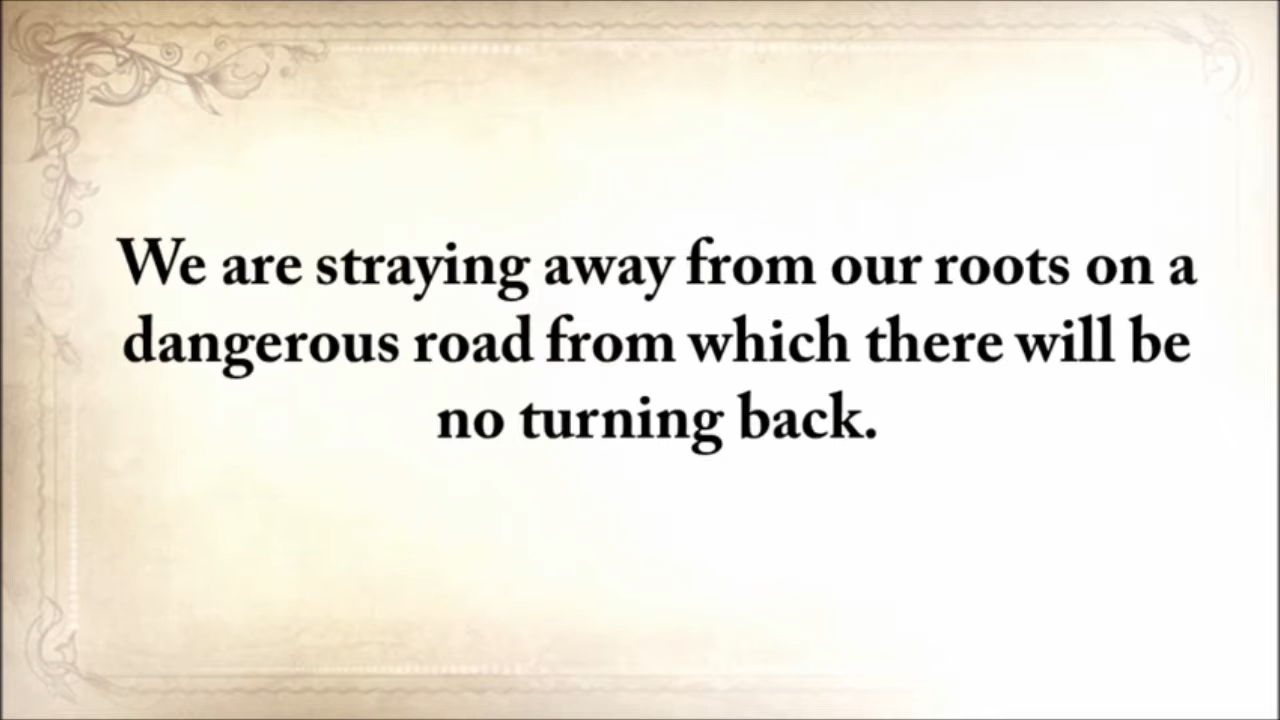 We are straying away from our roots on a
dangerous road from which there will be
no turning back.